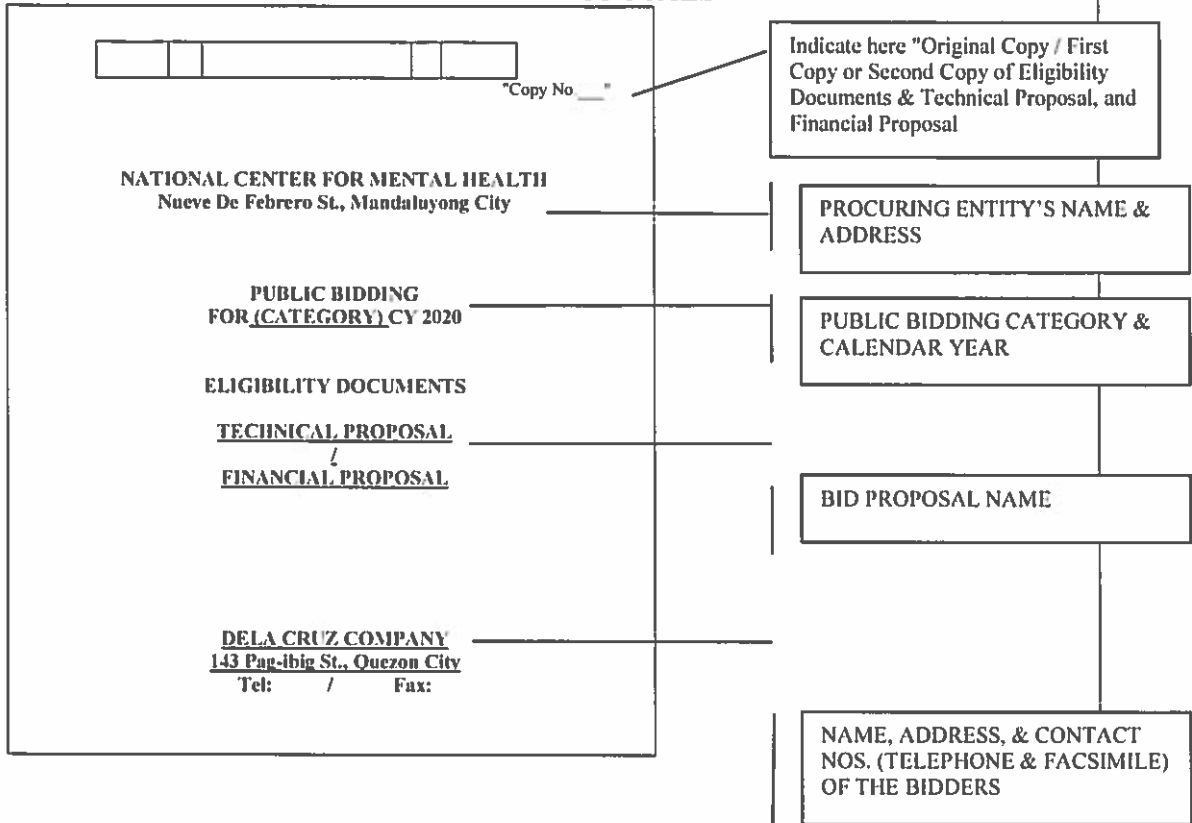 "Copy No.___"
NATIONAL CENTER FOR MENTAL HEALTH
Nueve De Febrero St., Mandaluyong City
PUBLIC BIDDING
FOR (CATEGORY) CY 2020
ELIGIBILITY DOCUMENTS
TECHNICAL PROPOSAL
/
FINANCIAL PROPOSAL
DELA CRUZ COMPANY
143 Pag-ibig St., Quezon City
Tel: / Fax:
Indicate here "Original Copy / First
Copy or Second Copy of Eligibility
Documents & Technical Proposal, and
Financial Proposal
PROCURING ENTITY'S NAME &
ADDRESS
PUBLIC BIDDING CATEGORY &
CALENDAR YEAR
BID PROPOSAL NAME
NAME, ADDRESS, & CONTACT
NOS. (TELEPHONE & FACSIMILE)
OF THE BIDDERS